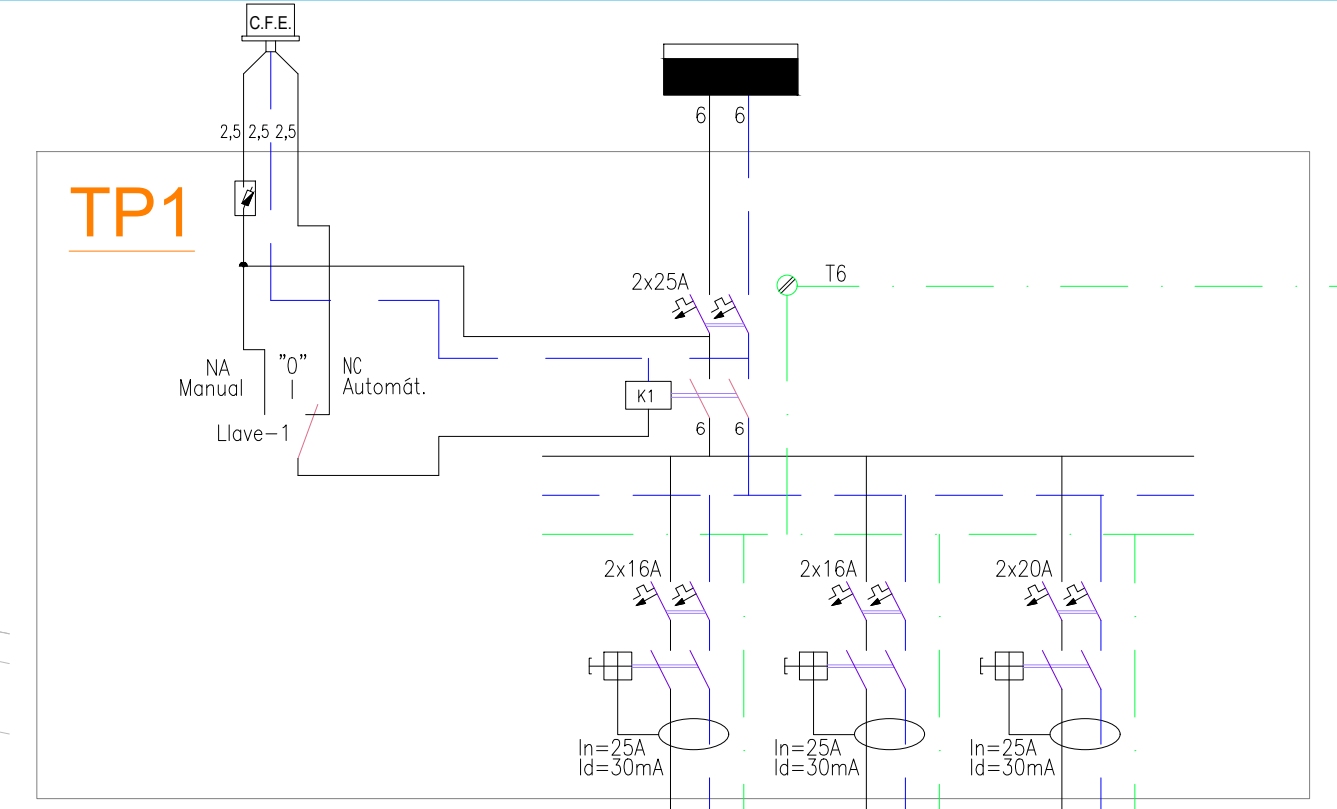 C.F.E.
6 6
2,5 2,5 2,5
TP1
2x25A
T6
NA
Manual
"0"
NC
Automát.
K1
Llave-1
6 6
2x16A
2x16A
2x20A
In=25A
Id=30mA
In=25A
Id=30mA
In=25A
Id=30mA